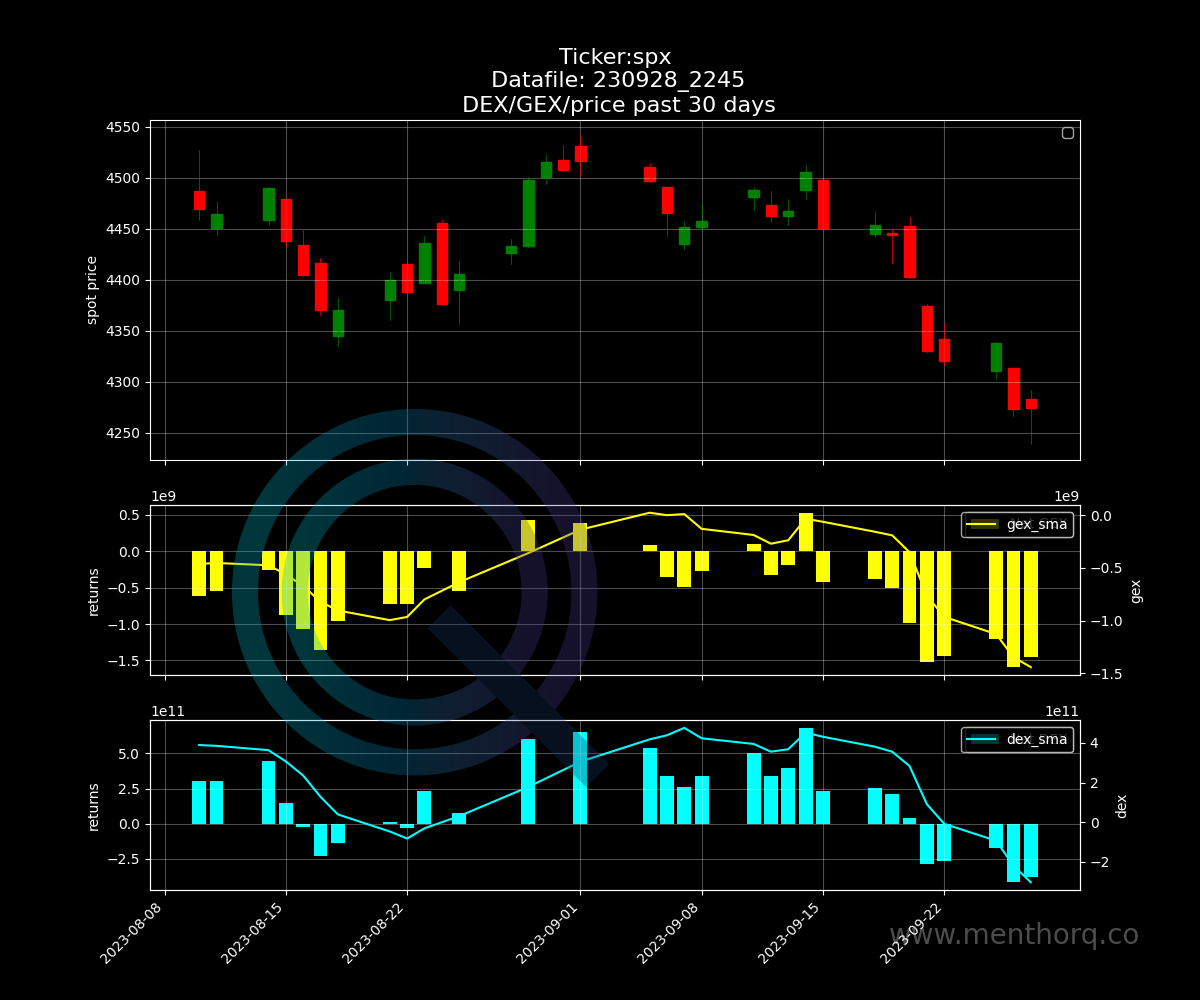 Ticker:spx
Datafile: 230928_2245
DEX/GEX/price past 30 days
4550
4500
4450
4400
4350
4300
4250
spot price
1e9
1e9
0.5
0.0
−0.5
−1.0
−1.5
returns
gex_sma
0.0
−0.5
−1.0
−1.5
gex
1e11
1e11
5.0
2.5
0.0
−2.5
returns
dex_sma
4
2
0
−2
dex
2023-08-08
2023-08-15
2023-08-22
2023-09-01
2023-09-08
2023-09-15
2023-09-22
www.menthorq.co